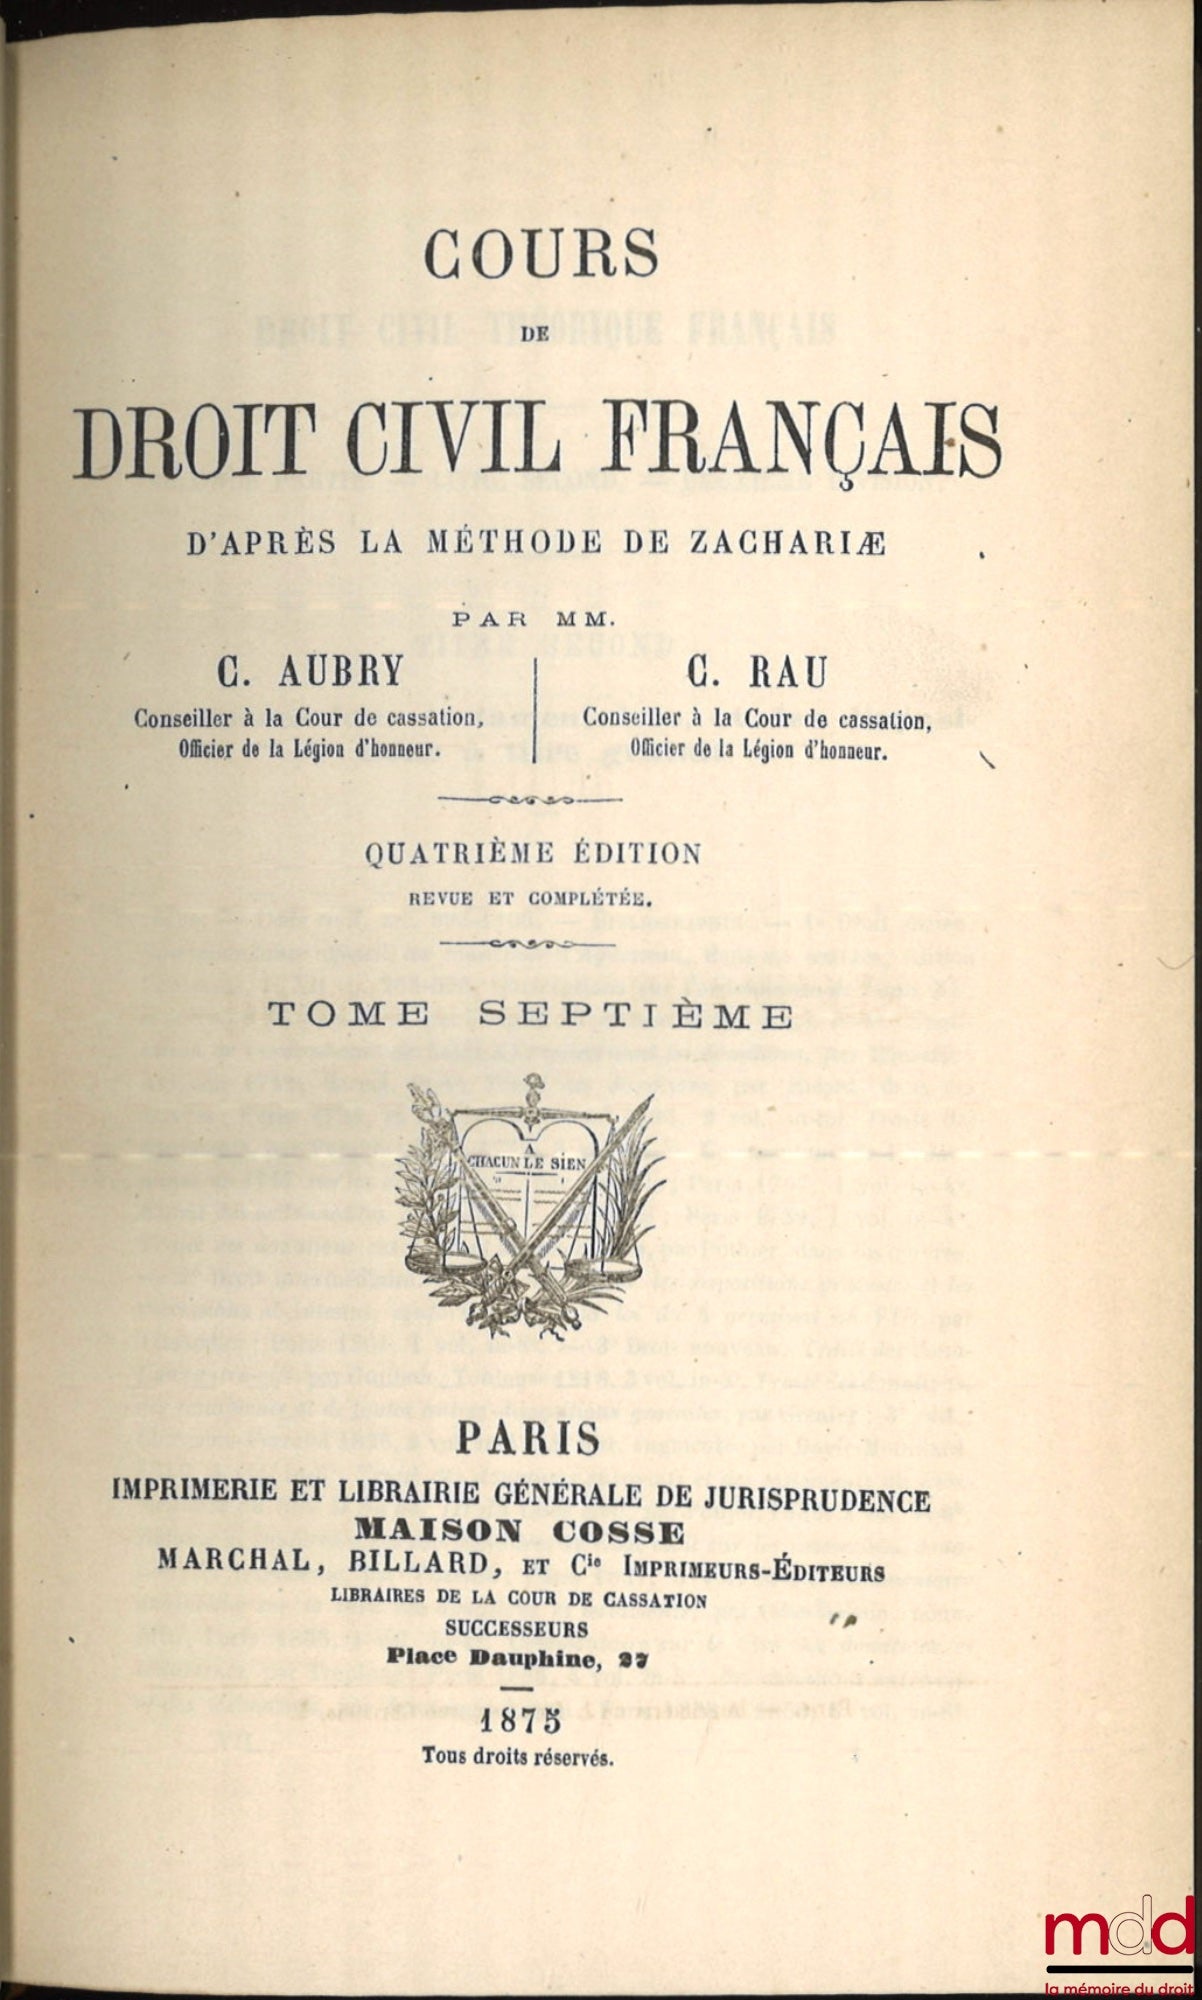 COURS
DE
DROIT CIVIL FRANÇAIS
D'APRÈS LA MÉTHODE DE ZACHARIÆ
PAR MM.
C. AUBRY
Conseiller à la Cour de cassation,
Officier de la Légion d'honneur.
C. RAU
Conseiller à la Cour de cassation,
Officier de la Légion d'honneur.
QUATRIÈME ÉDITION
REVUE ET COMPLÉTÉE.
TOME SEPTIÈME
A
CHACUN LE SIEN
PARIS
IMPRIMERIE ET LIBRAIRIE GÉNÉRALE DE JURISPRUDENCE
MAISON COSSE
MARCHAL, BILLARD, ET Cie IMPRIMEURS-ÉDITEURS
LIBRAIRES DE LA COUR DE CASSATION
SUCCESSEURS
Place Dauphine, 27
1875
Tous droits réservés.
mdd
la mémoire du droit